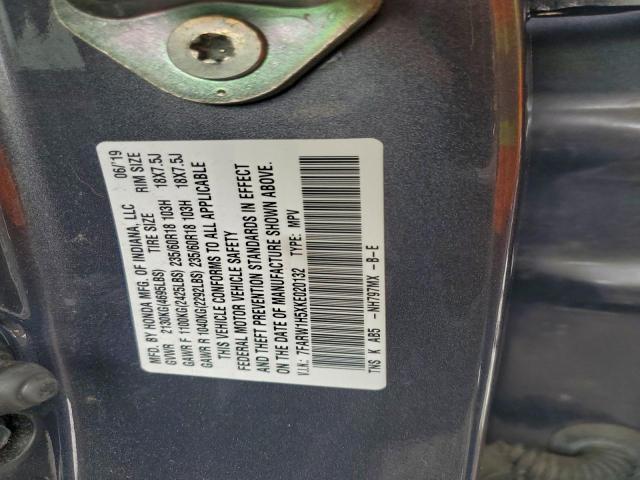 MFD. BY HONDA MFG. OF INDIANA, LLC 06/'19
GVWR 2130KG(4695LBS) TIRE SIZE RIM SIZE
GAWR F 1100KG(2425LBS) 235/60R18 103H 18X7.5J
GAWR R 1040KG(2292LBS) 235/60R18 103H 18X7.5J
THIS VEHICLE CONFORMS TO ALL APPLICABLE
FEDERAL MOTOR VEHICLE SAFETY
AND THEFT PREVENTION STANDARDS IN EFFECT
ON THE DATE OF MANUFACTURE SHOWN ABOVE.
V.I.N.: 7FARW1H5XKE020132 TYPE: MPV
TNS K AB5 -NH797MX -B-E